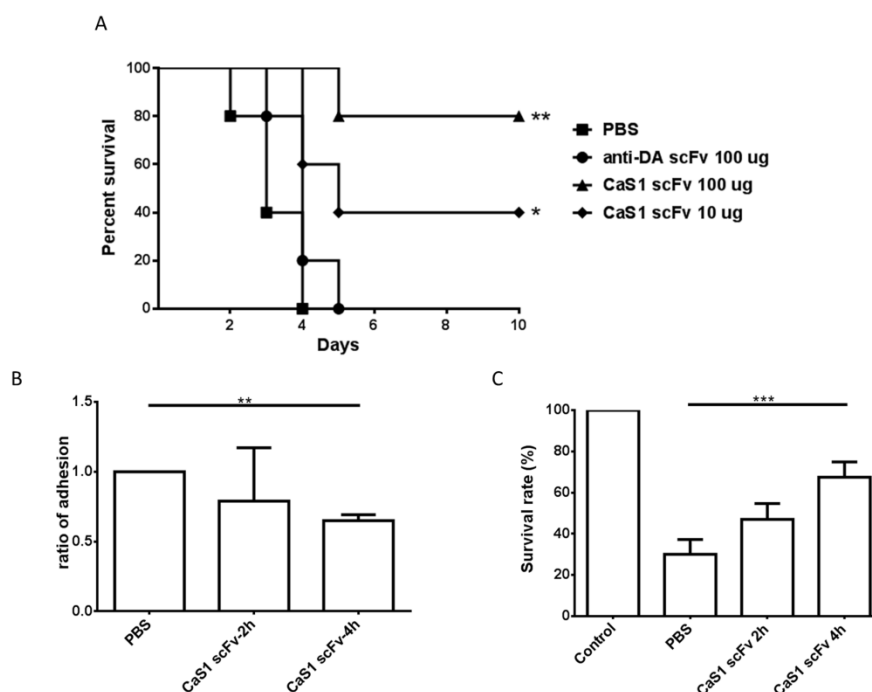 A
Percent survival
100
80
60
40
20
0
2
4
6
8
10
Days
**
*
PBS
anti-DA scFv 100 ug
CaS1 scFv 100 ug
CaS1 scFv 10 ug
B
ratio of adhesion
1.5
1.0
0.5
0.0
**
PBS
CaS1 scFv-2h
CaS1 scFv-4h
C
Survival rate (%)
100
80
60
40
20
0
***
Control
PBS
CaS1 scFv 2h
CaS1 scFv 4h